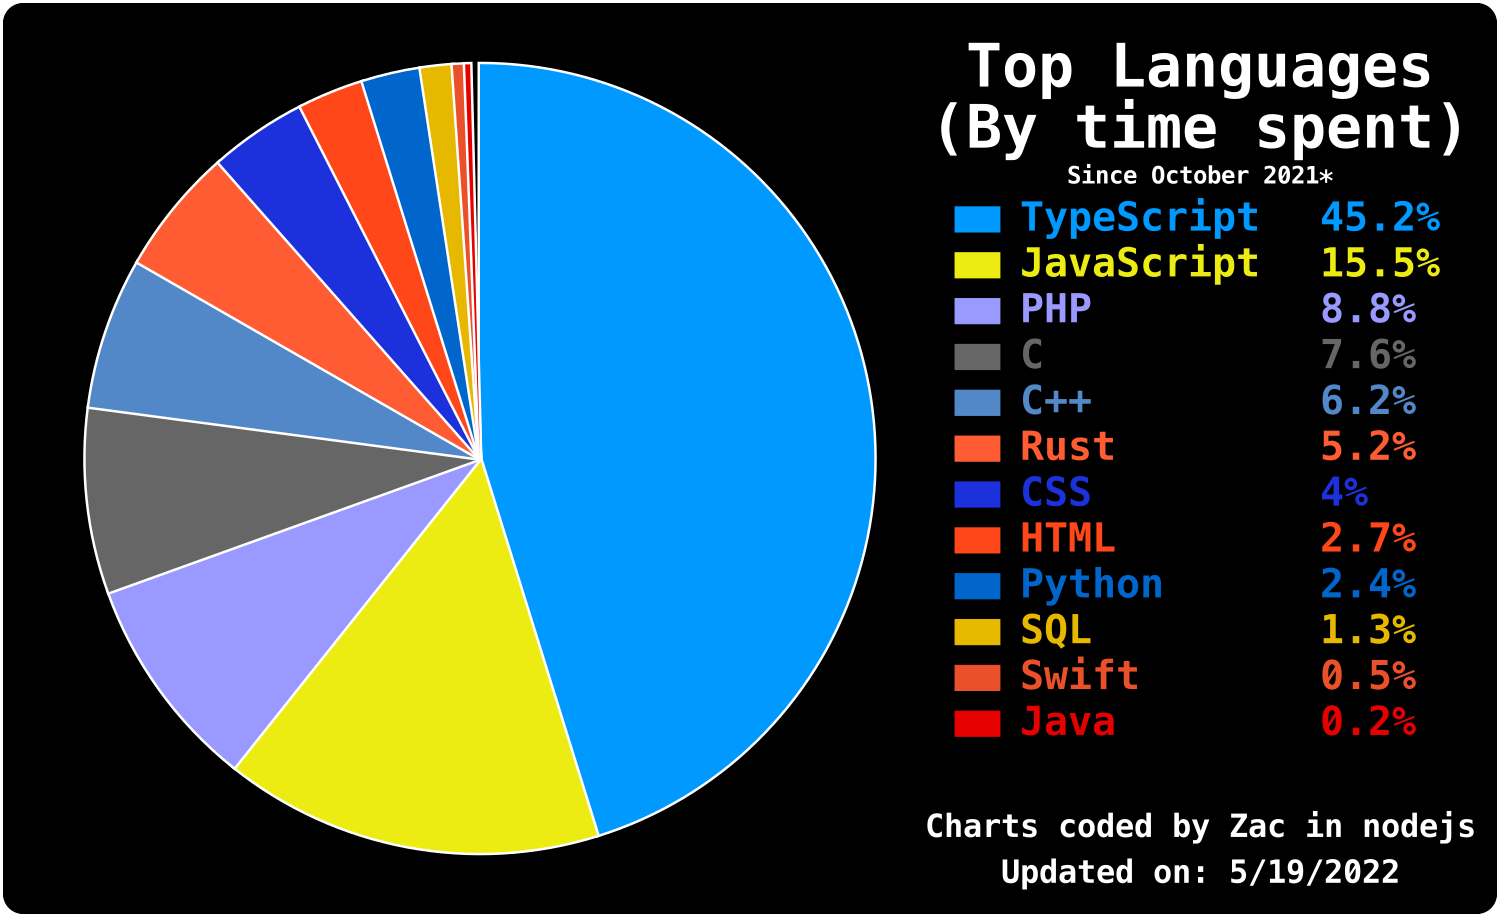 Top Languages
(By time spent)
Since October 2021*
TypeScript 45.2%
JavaScript 15.5%
PHP 8.8%
C 7.6%
C++ 6.2%
Rust 5.2%
CSS 4%
HTML 2.7%
Python 2.4%
SQL 1.3%
Swift 0.5%
Java 0.2%
Charts coded by Zac in nodejs
Updated on: 5/19/2022